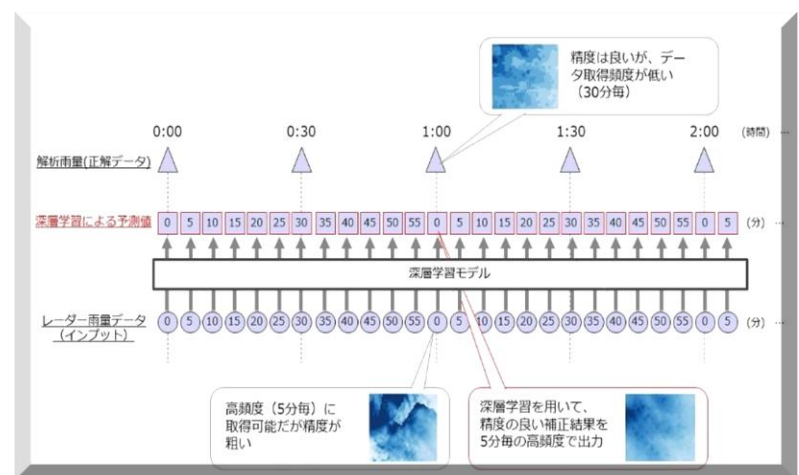 精度は良いが、デー
タ取得頻度が低い
（30分毎）
0:00 0:30 1:00 1:30 2:00 (時間) …
解析雨量(正解データ)
深層学習による予測値 0 5 10 15 20 25 30 35 40 45 50 55 0 5 10 15 20 25 30 35 40 45 50 55 0 5 (分) …
深層学習モデル
レーダー雨量データ 0 5 10 15 20 25 30 35 40 45 50 55 0 5 10 15 20 25 30 35 40 45 50 55 0 5 (分) …
（インプット）
高頻度（5分毎）に
取得可能だが精度が
粗い
深層学習を用いて、
精度の良い補正結果を
5分毎の高頻度で出力